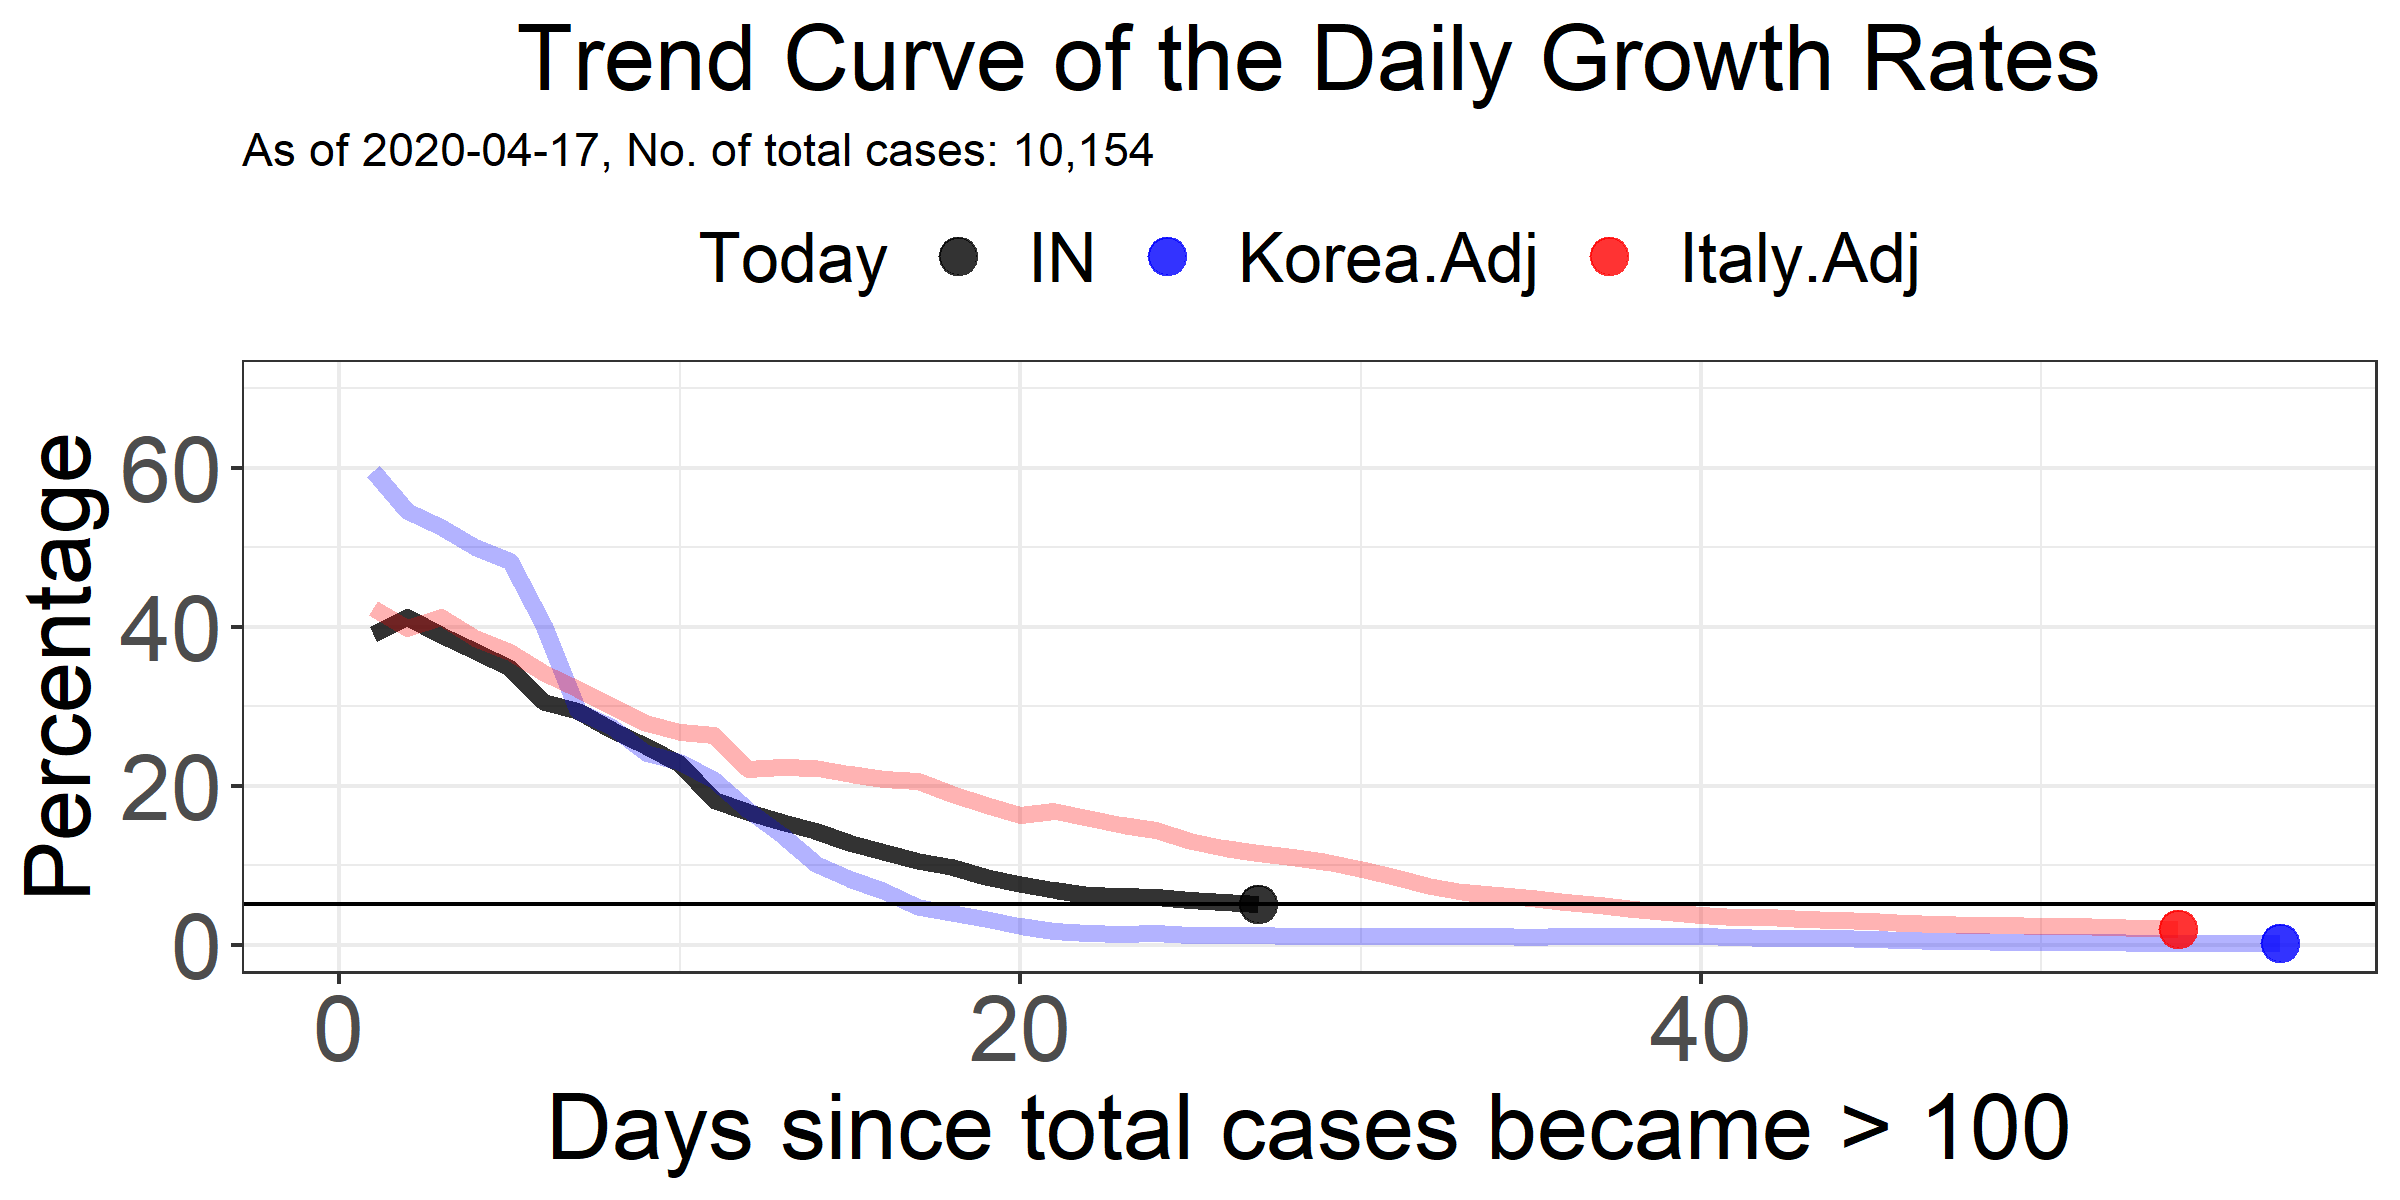 Trend Curve of the Daily Growth Rates
As of 2020-04-17, No. of total cases: 10,154
Today IN Korea.Adj Italy.Adj
Percentage
60
40
20
0
0 20 40
Days since total cases became > 100